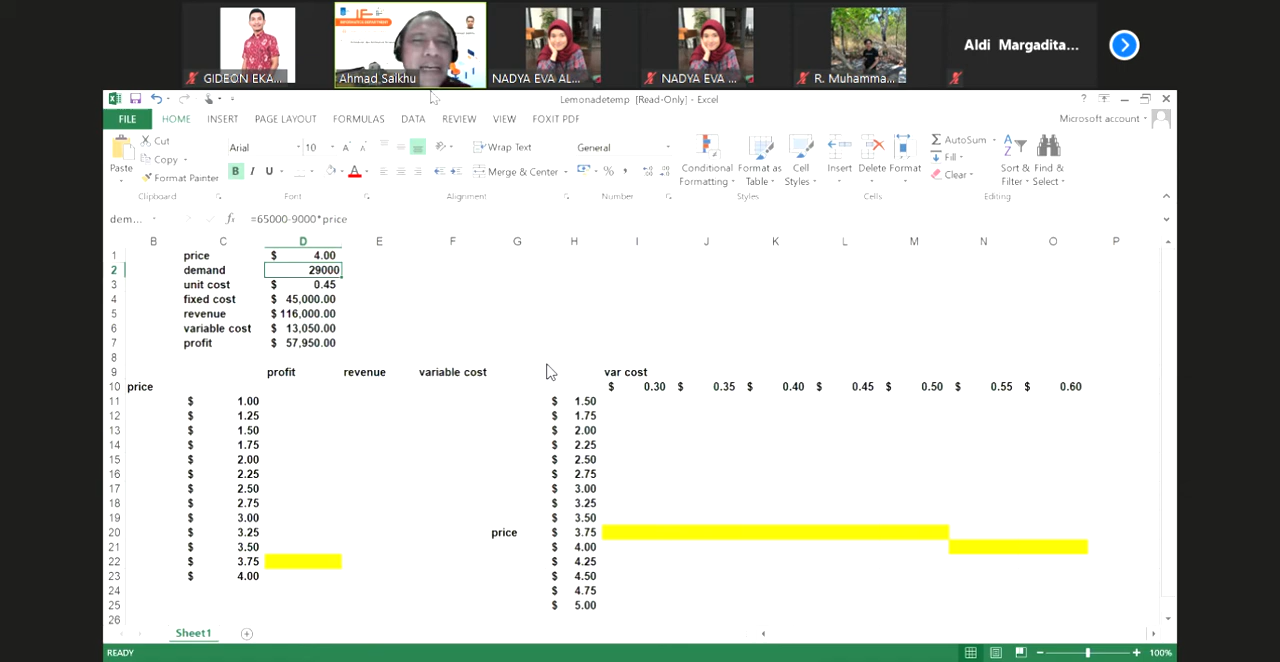 GIDEON EKA...
IF
INFORMATICS DEPARTMENT
Ahmad Saikhu
NADYA EVA AL...
NADYA EVA ...
R. Muhamma...
Aldi Margadita...
Lemonadetemp [Read-Only] - Excel
FILE HOME INSERT PAGE LAYOUT FORMULAS DATA REVIEW VIEW FOXIT PDF
Microsoft account
Paste
Cut
Copy
Format Painter
Clipboard
Arial 10
B I U
Font
Wrap Text
Merge & Center
Alignment
General
Number
Conditional Formatting
Format as Table
Cell Styles
Styles
Insert Delete Format
Cells
AutoSum
Fill
Clear
Sort & Filter
Find & Select
Editing
dem... fx =65000-9000*price
B C D E F G H I J K L M N O P
1 price $ 4.00
2 demand 29000
3 unit cost $ 0.45
4 fixed cost $ 45,000.00
5 revenue $ 116,000.00
6 variable cost $ 13,050.00
7 profit $ 57,950.00
8
9 profit revenue variable cost var cost
10 price $ 0.30 $ 0.35 $ 0.40 $ 0.45 $ 0.50 $ 0.55 $ 0.60
11 $ 1.00 $ 1.50
12 $ 1.25 $ 1.75
13 $ 1.50 $ 2.00
14 $ 1.75 $ 2.25
15 $ 2.00 $ 2.50
16 $ 2.25 $ 2.75
17 $ 2.50 $ 3.00
18 $ 2.75 $ 3.25
19 $ 3.00 $ 3.50
20 $ 3.25 price $ 3.75
21 $ 3.50 $ 4.00
22 $ 3.75 $ 4.25
23 $ 4.00 $ 4.50
24 $ 4.75
25 $ 5.00
26
Sheet1
READY 100%